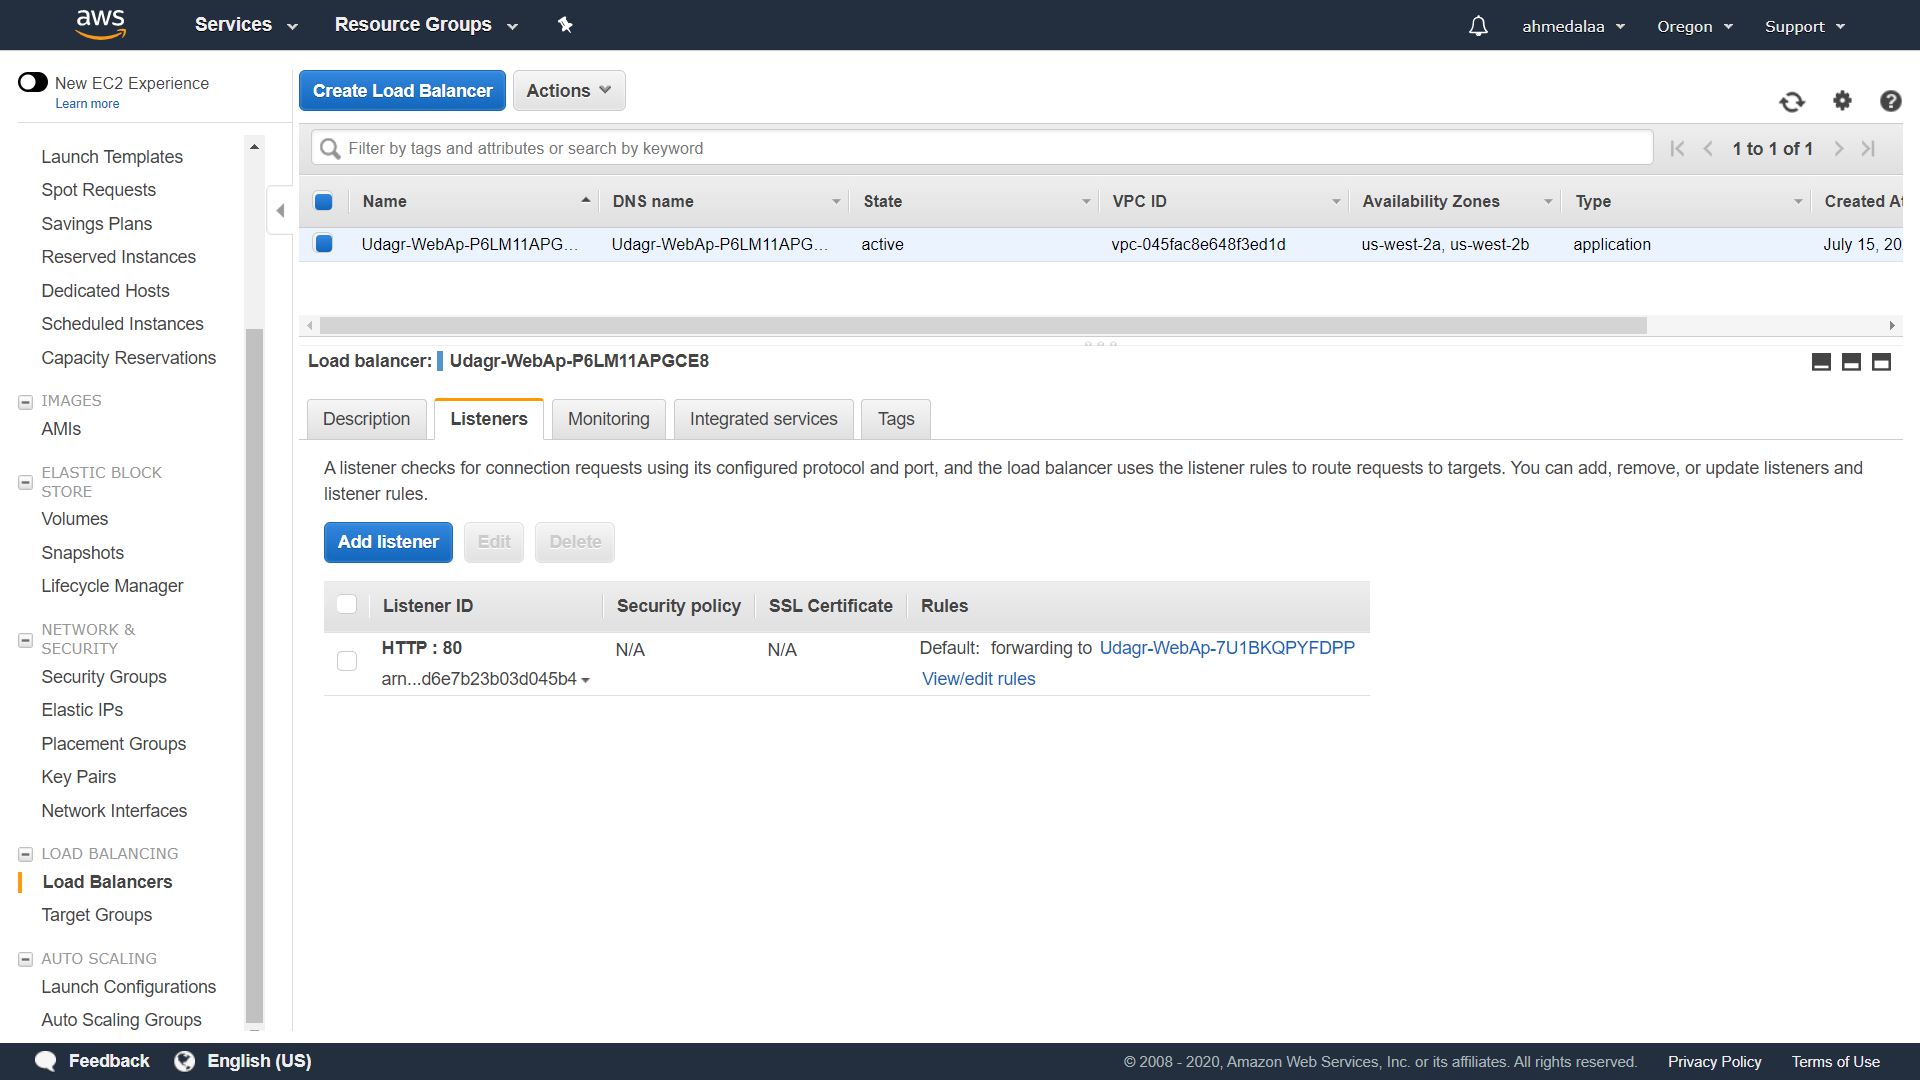 aws
Services
Resource Groups
ahmedalaa
Oregon
Support
New EC2 Experience
Learn more
Launch Templates
Spot Requests
Savings Plans
Reserved Instances
Dedicated Hosts
Scheduled Instances
Capacity Reservations
IMAGES
AMIs
ELASTIC BLOCK
STORE
Volumes
Snapshots
Lifecycle Manager
NETWORK &
SECURITY
Security Groups
Elastic IPs
Placement Groups
Key Pairs
Network Interfaces
LOAD BALANCING
Load Balancers
Target Groups
AUTO SCALING
Launch Configurations
Auto Scaling Groups
Create Load Balancer
Actions
Filter by tags and attributes or search by keyword
1 to 1 of 1
Name DNS name State VPC ID Availability Zones Type Created At
Udagr-WebAp-P6LM11APG... Udagr-WebAp-P6LM11APG... active vpc-045fac8e648f3ed1d us-west-2a, us-west-2b application July 15, 20
Load balancer: Udagr-WebAp-P6LM11APGCE8
Description Listeners Monitoring Integrated services Tags
A listener checks for connection requests using its configured protocol and port, and the load balancer uses the listener rules to route requests to targets. You can add, remove, or update listeners and
listener rules.
Add listener Edit Delete
Listener ID Security policy SSL Certificate Rules
HTTP : 80 N/A N/A Default: forwarding to Udagr-WebAp-7U1BKQPYFDPP
arn...d6e7b23b03d045b4 View/edit rules
Feedback English (US) © 2008 - 2020, Amazon Web Services, Inc. or its affiliates. All rights reserved. Privacy Policy Terms of Use